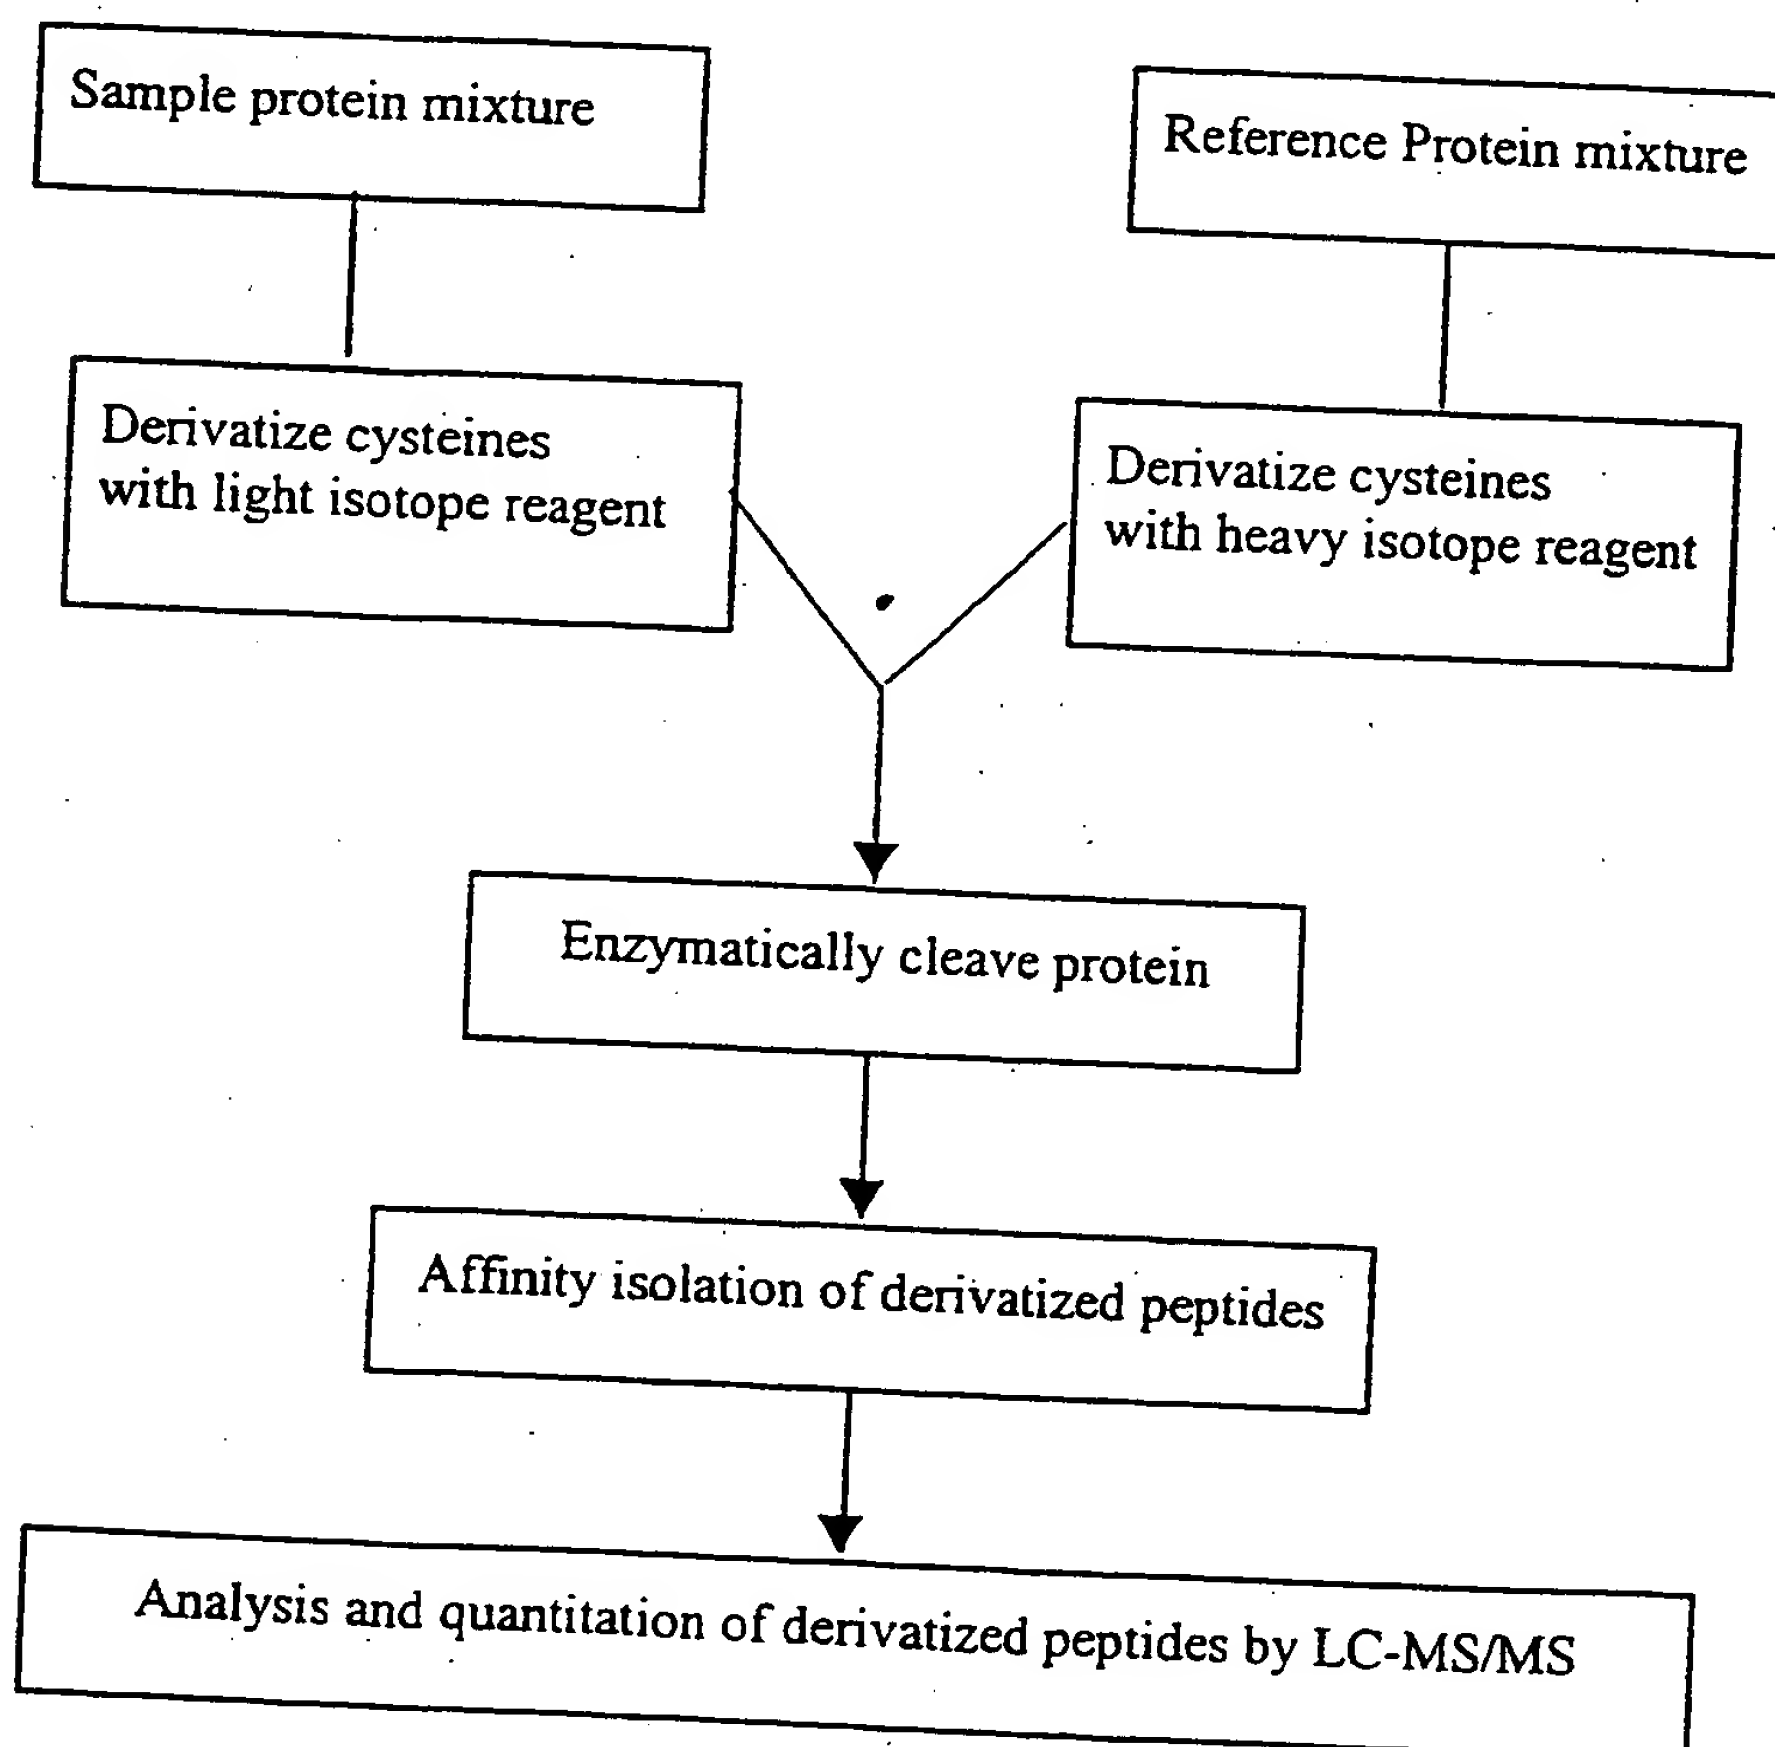 Sample protein mixture
Reference Protein mixture
Derivatize cysteines
with light isotope reagent
Derivatize cysteines
with heavy isotope reagent
Enzymatically cleave protein
Affinity isolation of derivatized peptides
Analysis and quantitation of derivatized peptides by LC-MS/MS